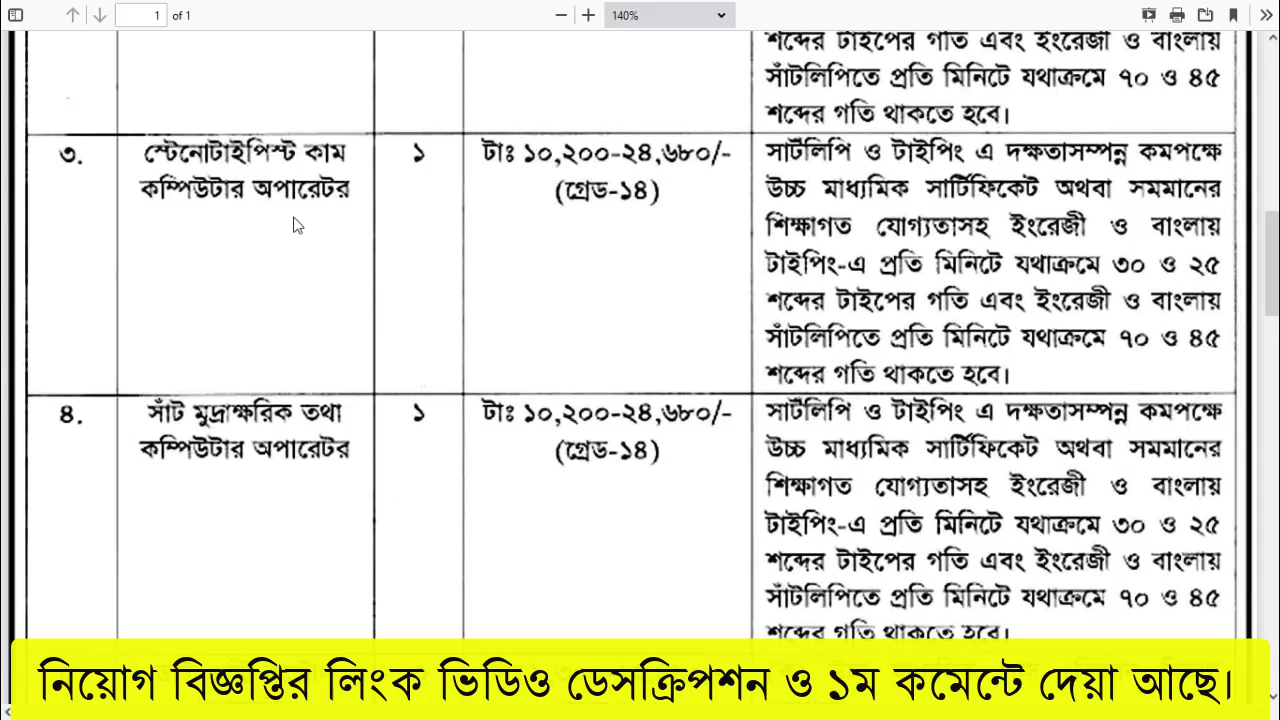 1 of 1
140%
শব্দের টাইপের গতি এবং ইংরেজী ও বাংলায়
সাঁটলিপিতে প্রতি মিনিটে যথাক্রমে ৭০ ও ৪৫
শব্দের গতি থাকতে হবে।
৩. স্টেনোটাইপিস্ট কাম ১ টাঃ ১০,২০০-২৪,৬৮০/- সাটলিপি ও টাইপিং এ দক্ষতাসম্পন্ন কমপক্ষে
কম্পিউটার অপারেটর (গ্রেড-১৪) উচ্চ মাধ্যমিক সার্টিফিকেট অথবা সমমানের
শিক্ষাগত যোগ্যতাসহ ইংরেজী ও বাংলায়
টাইপিং-এ প্রতি মিনিটে যথাক্রমে ৩০ ও ২৫
শব্দের টাইপের গতি এবং ইংরেজী ও বাংলায়
সাঁটলিপিতে প্রতি মিনিটে যথাক্রমে ৭০ ও ৪৫
শব্দের গতি থাকতে হবে।
৪. সাঁট মুদ্রাক্ষরিক তথা ১ টাঃ ১০,২০০-২৪,৬৮০/- সাটলিপি ও টাইপিং এ দক্ষতাসম্পন্ন কমপক্ষে
কম্পিউটার অপারেটর (গ্রেড-১৪) উচ্চ মাধ্যমিক সার্টিফিকেট অথবা সমমানের
শিক্ষাগত যোগ্যতাসহ ইংরেজী ও বাংলায়
টাইপিং-এ প্রতি মিনিটে যথাক্রমে ৩০ ও ২৫
শব্দের টাইপের গতি এবং ইংরেজী ও বাংলায়
সাঁটলিপিতে প্রতি মিনিটে যথাক্রমে ৭০ ও ৪৫
শব্দের গতি থাকতে হবে।
নিয়োগ বিজ্ঞপ্তির লিংক ভিডিও ডেসক্রিপশন ও ১ম কমেন্টে দেয়া আছে।